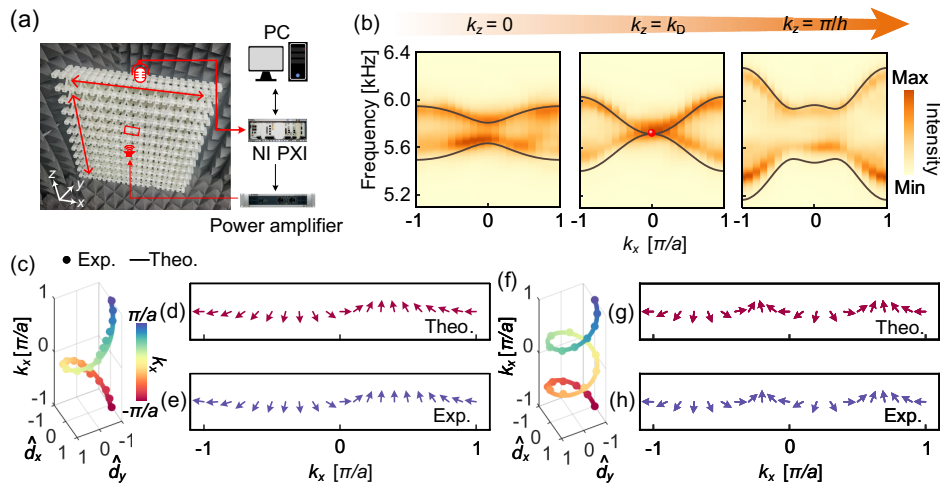 (a)
PC
NI PXI
Power amplifier
z
y
x
(b)
k_z = 0
k_z = k_D
k_z = π/h
Frequency [kHz]
6.4
6.0
5.6
5.2
-1 0 1
-1 0 1
-1 0 1
k_x [π/a]
Max
Intensity
Min
(c) Exp. Theo.
k_x [π/a]
1
0
-1
π/a
k_x
-π/a
1 0 -1
1 0 -1
d̂_x
d̂_y
(d)
Theo.
(e)
Exp.
-1 0 1
k_x [π/a]
(f)
k_x [π/a]
1
0
-1
1 0 -1
1 0 -1
d̂_x
d̂_y
(g)
Theo.
(h)
Exp.
-1 0 1
k_x [π/a]